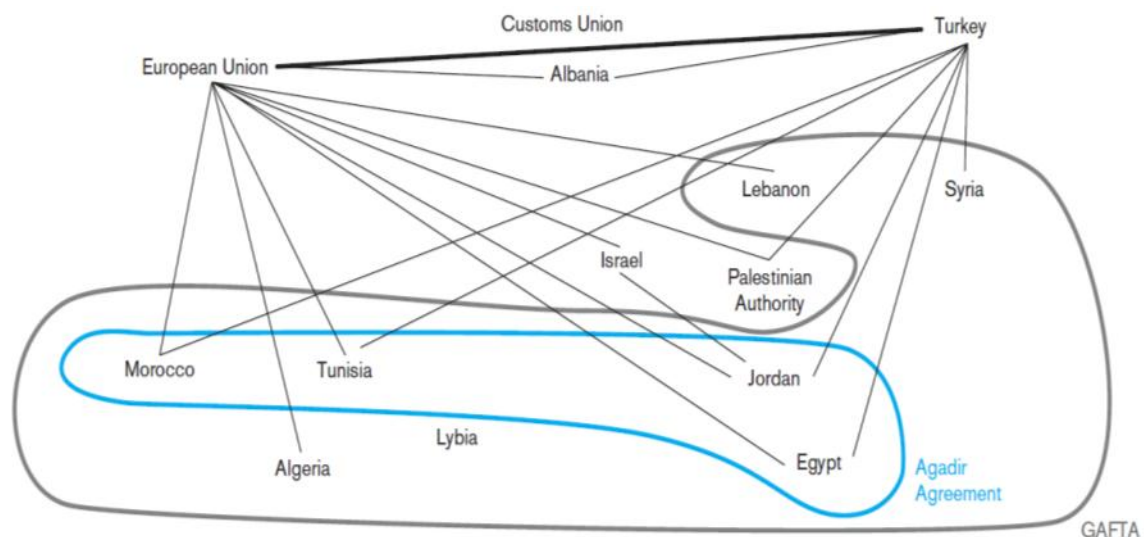 Customs Union
Turkey
European Union
Albania
Lebanon
Syria
Israel
Palestinian
Authority
Morocco
Tunisia
Jordan
Lybia
Algeria
Egypt
Agadir
Agreement
GAFTA